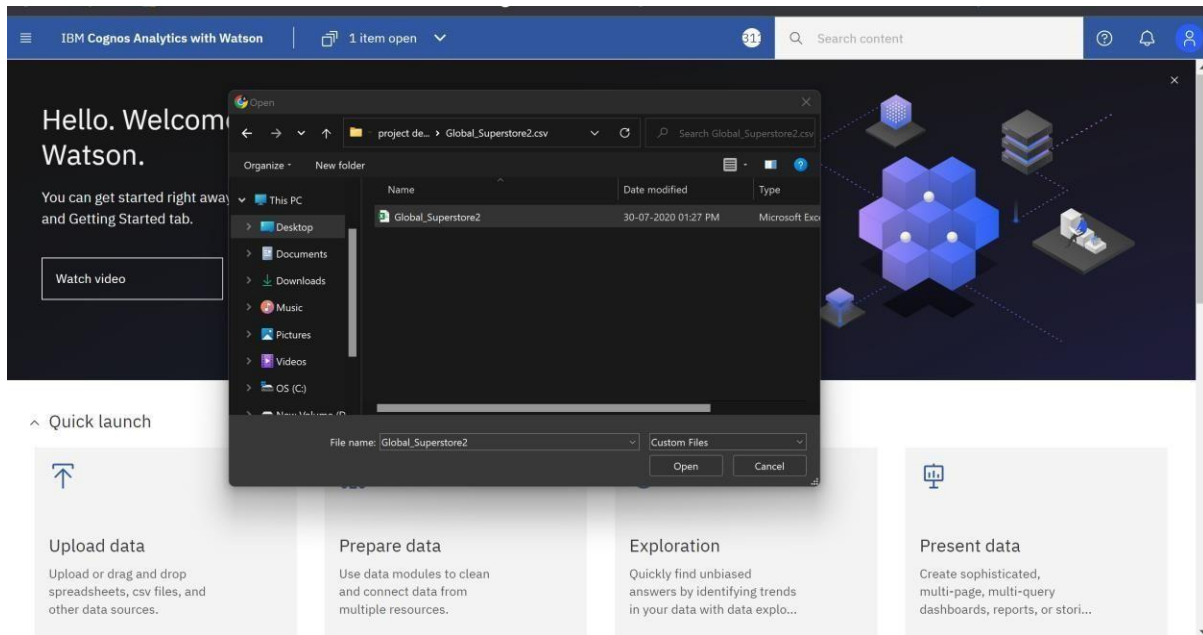 IBM Cognos Analytics with Watson
1 item open
Search content
Hello. Welcom
Watson.
You can get started right away
and Getting Started tab.
Watch video
Open
project de... > Global_Superstore2.csv
Search Global_Superstore2.csv
Organize
New folder
Name
Date modified
Type
This PC
Global_Superstore2
30-07-2020 01:27 PM
Microsoft Exc
Desktop
Documents
Downloads
Music
Pictures
Videos
OS (C:)
File name:
Global_Superstore2
Custom Files
Open
Cancel
Quick launch
Upload data
Upload or drag and drop
spreadsheets, csv files, and
other data sources.
Prepare data
Use data modules to clean
and connect data from
multiple resources.
Exploration
Quickly find unbiased
answers by identifying trends
in your data with data explo...
Present data
Create sophisticated,
multi-page, multi-query
dashboards, reports, or stori...